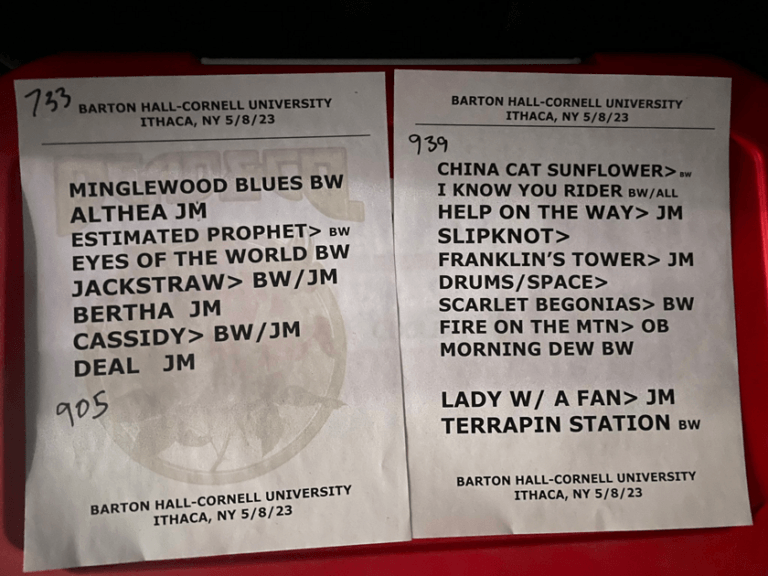 733
BARTON HALL-CORNELL UNIVERSITY
ITHACA, NY 5/8/23
MINGLEWOOD BLUES BW
ALTHEA JM
ESTIMATED PROPHET> BW
EYES OF THE WORLD BW
JACKSTRAW> BW/JM
BERTHA JM
CASSIDY> BW/JM
DEAL JM
905
BARTON HALL-CORNELL UNIVERSITY
ITHACA, NY 5/8/23
BARTON HALL-CORNELL UNIVERSITY
ITHACA, NY 5/8/23
939
CHINA CAT SUNFLOWER> BW
I KNOW YOU RIDER BW/ALL
HELP ON THE WAY> JM
SLIPKNOT>
FRANKLIN'S TOWER> JM
DRUMS/SPACE>
SCARLET BEGONIAS> BW
FIRE ON THE MTN> OB
MORNING DEW BW
LADY W/ A FAN> JM
TERRAPIN STATION BW
BARTON HALL-CORNELL UNIVERSITY
ITHACA, NY 5/8/23